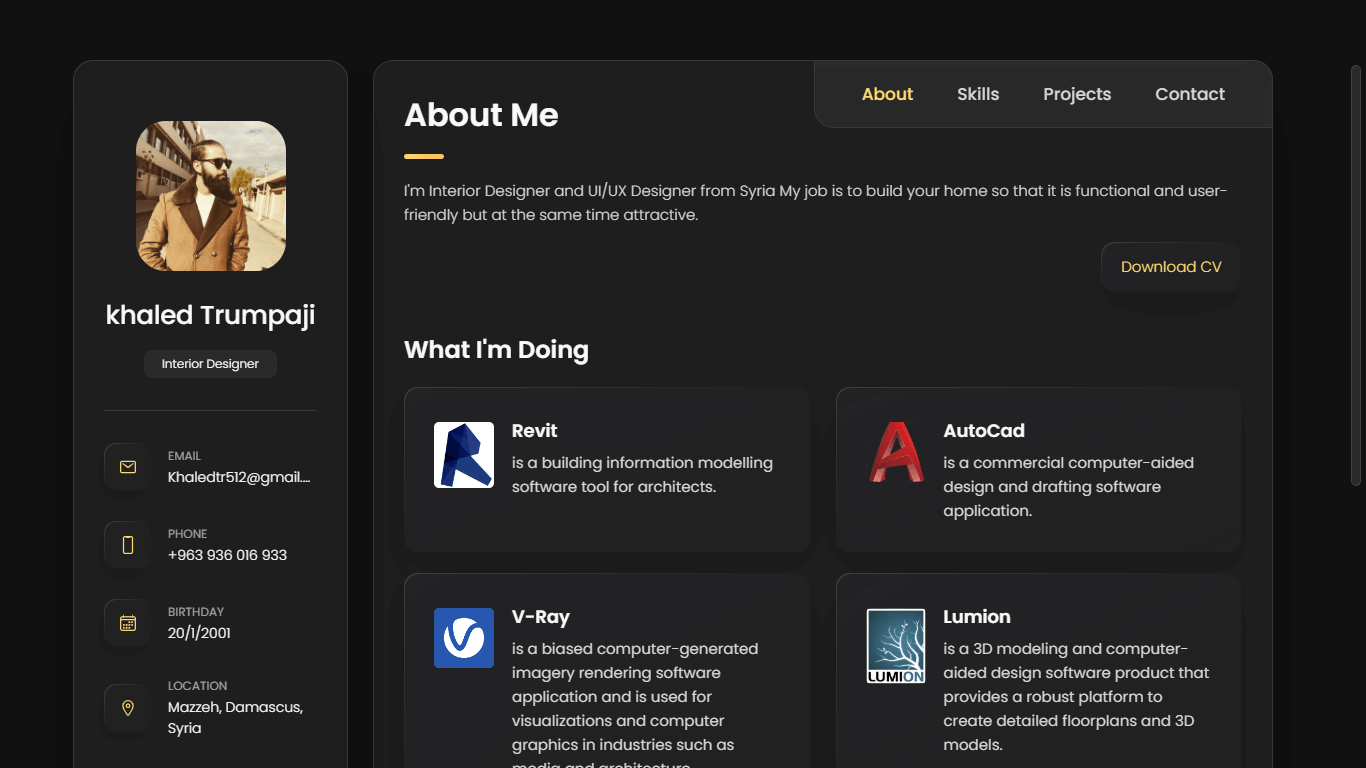 khaled Trumpaji
Interior Designer
EMAIL
Khaledtr512@gmail....
PHONE
+963 936 016 933
BIRTHDAY
20/1/2001
LOCATION
Mazzeh, Damascus,
Syria
About Skills Projects Contact
About Me
I'm Interior Designer and UI/UX Designer from Syria My job is to build your home so that it is functional and user-
friendly but at the same time attractive.
Download CV
What I'm Doing
Revit
is a building information modelling
software tool for architects.
AutoCad
is a commercial computer-aided
design and drafting software
application.
V-Ray
is a biased computer-generated
imagery rendering software
application and is used for
visualizations and computer
graphics in industries such as
media and architecture
LUMION
Lumion
is a 3D modeling and computer-
aided design software product that
provides a robust platform to
create detailed floorplans and 3D
models.